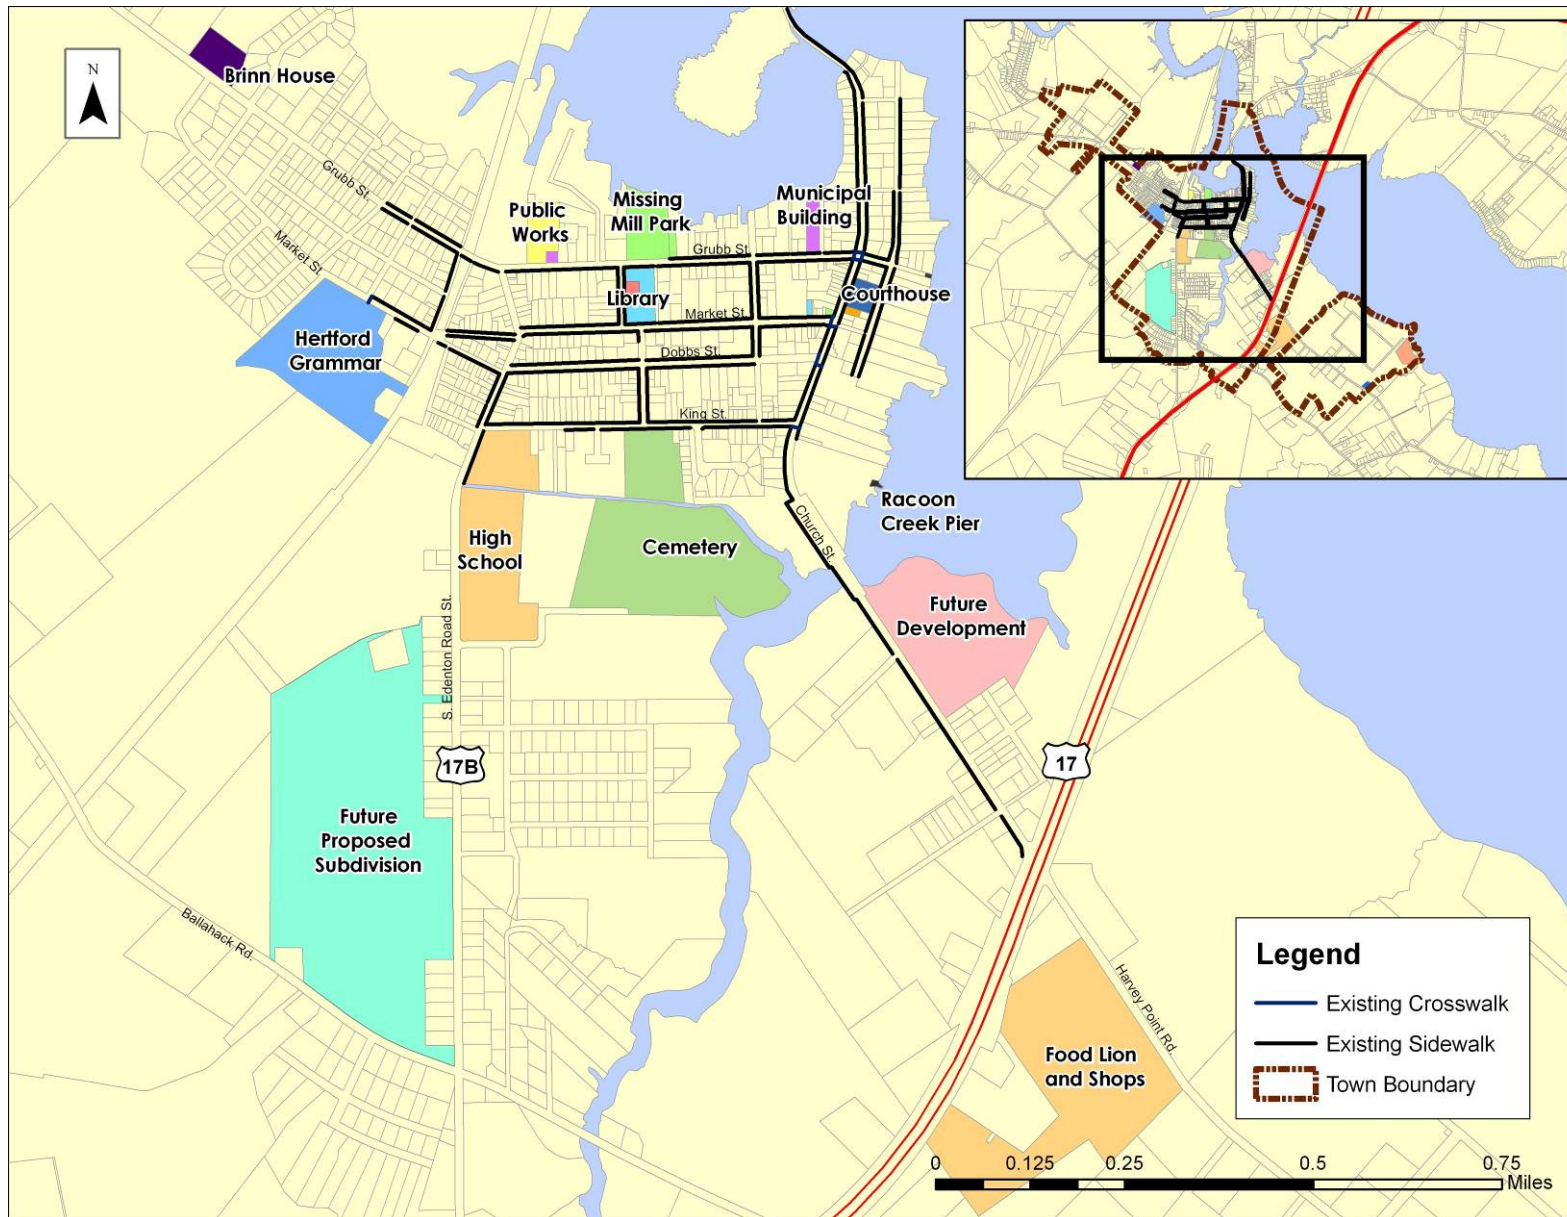 N
Brinn House
Grubb St.
Market St.
Public
Works
Missing
Mill Park
Municipal
Building
Grubb St.
Library
Courthouse
Market St.
Hertford
Grammar
Dobbs St.
King St.
Racoon
Creek Pier
Church St.
High
School
Cemetery
Future
Development
S. Edenton Road St.
17B
17
Future
Proposed
Subdivision
Ballahack Rd.
Harvey Point Rd.
Food Lion
and Shops
Legend
Existing Crosswalk
Existing Sidewalk
Town Boundary
0 0.125 0.25 0.5 0.75
Miles